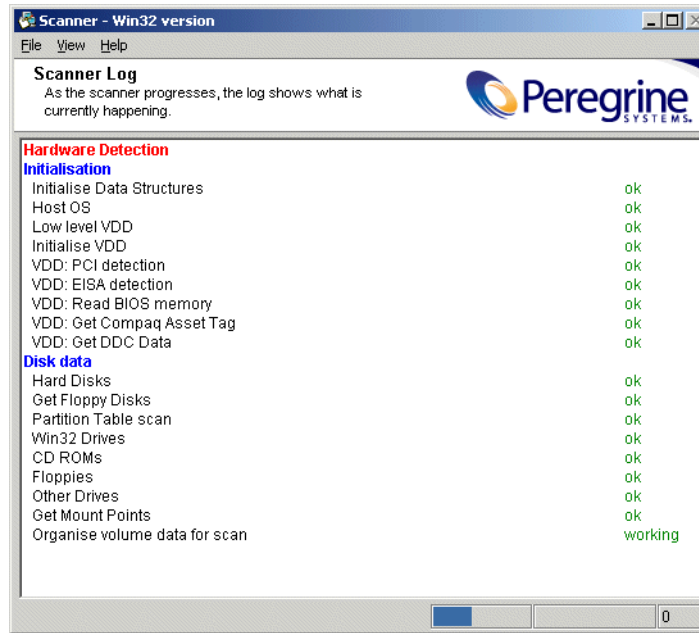 Scanner - Win32 version
File View Help
Scanner Log
As the scanner progresses, the log shows what is
currently happening.
Peregrine
SYSTEMS.
Hardware Detection
Initialisation
Initialise Data Structures ok
Host OS ok
Low level VDD ok
Initialise VDD ok
VDD: PCI detection ok
VDD: EISA detection ok
VDD: Read BIOS memory ok
VDD: Get Compaq Asset Tag ok
VDD: Get DDC Data ok
Disk data
Hard Disks ok
Get Floppy Disks ok
Partition Table scan ok
Win32 Drives ok
CD ROMs ok
Floppies ok
Other Drives ok
Get Mount Points ok
Organise volume data for scan working
0